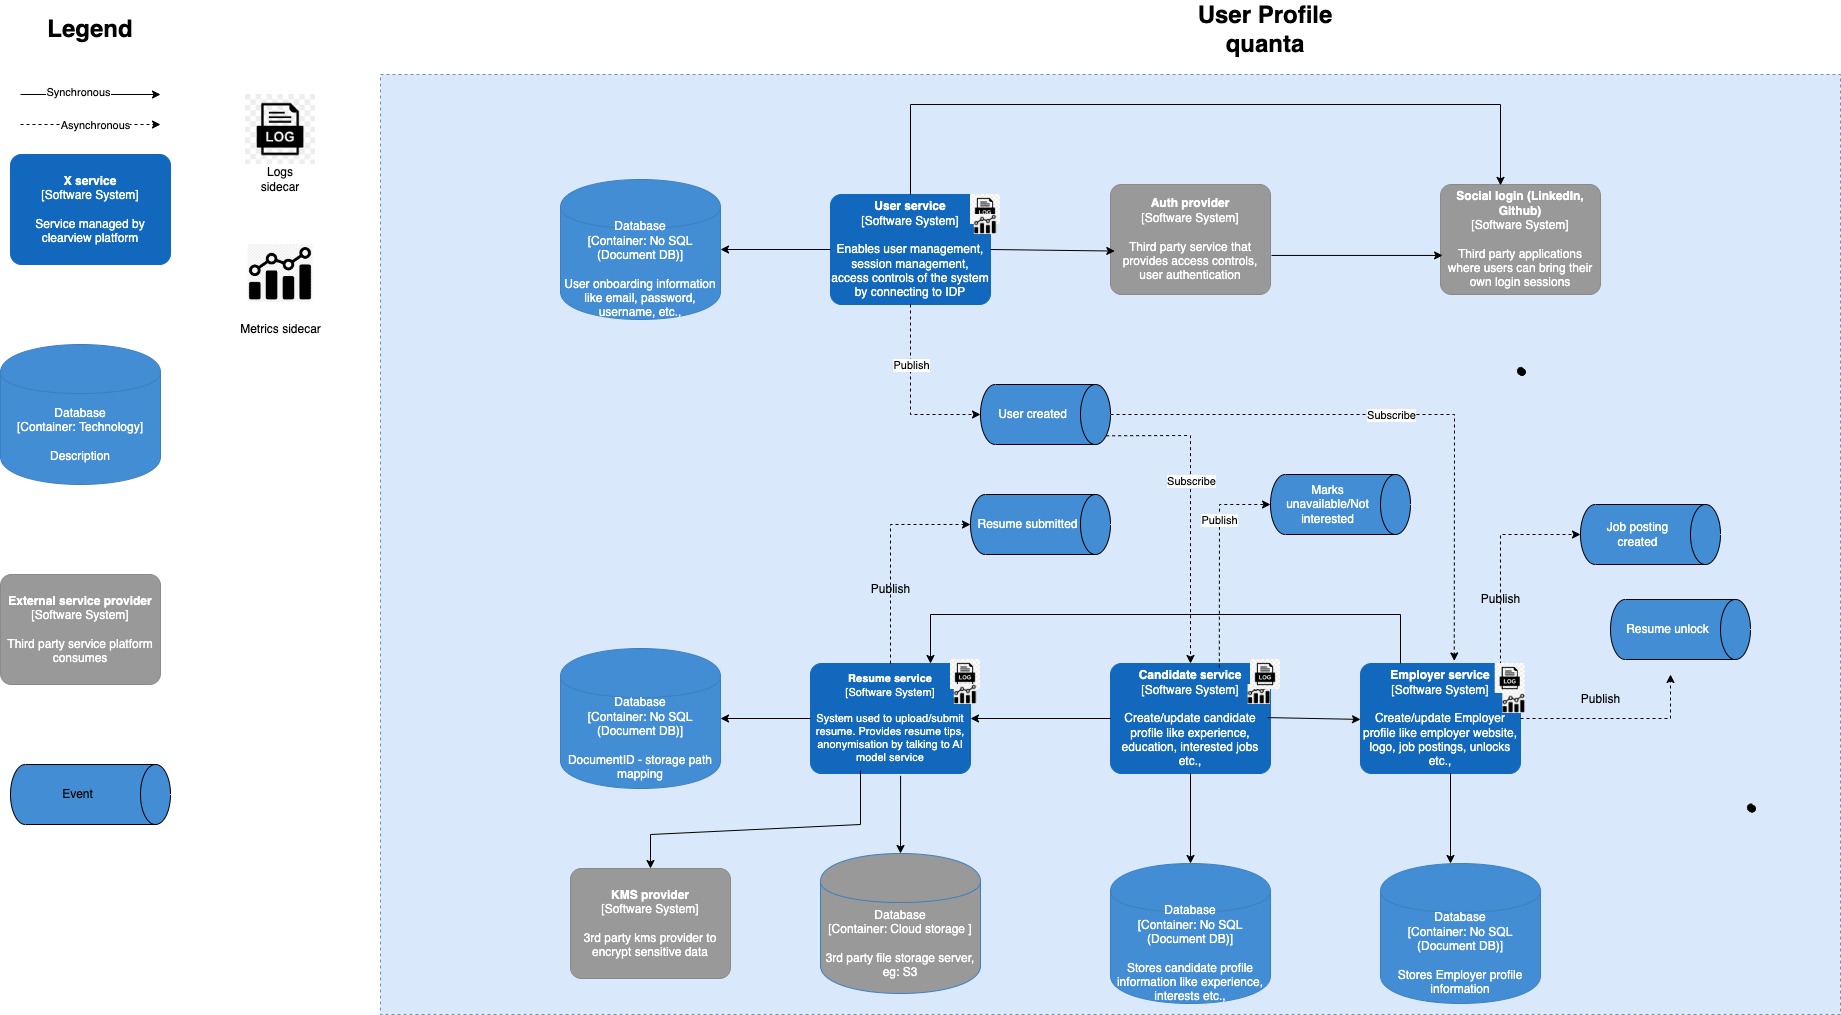 Legend
Synchronous
Asynchronous
LOG
Logs
sidecar
X service
[Software System]
Service managed by
clearview platform
Metrics sidecar
Database
[Container: Technology]
Description
External service provider
[Software System]
Third party service platform
consumes
Event
User Profile
quanta
Database
[Container: No SQL
(Document DB)]
User onboarding information
like email, password,
username, etc.,
User service
[Software System]
Enables user management,
session management,
access controls of the system
by connecting to IDP
LOG
Auth provider
[Software System]
Third party service that
provides access controls,
user authentication
Social login (LinkedIn,
Github)
[Software System]
Third party applications
where users can bring their
own login sessions
Publish
User created
Subscribe
Subscribe
Resume submitted
Publish
Marks
unavailable/Not
interested
Publish
Job posting
created
Publish
Resume unlock
Publish
Database
[Container: No SQL
(Document DB)]
DocumentID - storage path
mapping
Resume service
[Software System]
System used to upload/submit
resume. Provides resume tips,
anonymisation by talking to AI
model service
LOG
Candidate service
[Software System]
Create/update candidate
profile like experience,
education, interested jobs
etc.,
LOG
Employer service
[Software System]
Create/update Employer
profile like employer website,
logo, job postings, unlocks
etc.,
LOG
KMS provider
[Software System]
3rd party kms provider to
encrypt sensitive data
Database
[Container: Cloud storage ]
3rd party file storage server,
eg: S3
Database
[Container: No SQL
(Document DB)]
Stores candidate profile
information like experience,
interests etc.,
Database
[Container: No SQL
(Document DB)]
Stores Employer profile
information